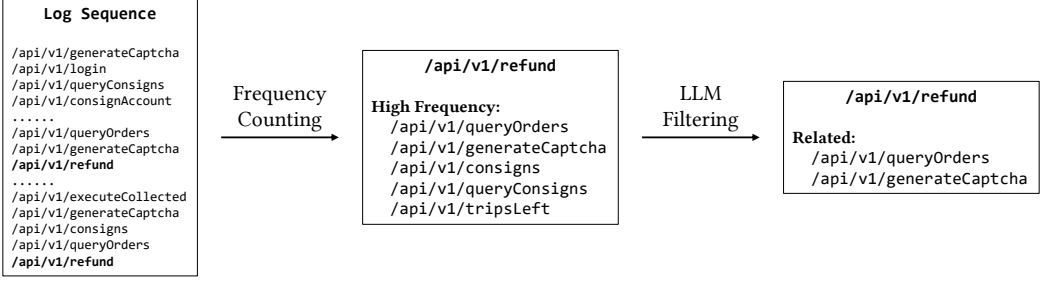 Log Sequence
/api/v1/generateCaptcha
/api/v1/login
/api/v1/queryConsigns
/api/v1/consignAccount
......
/api/v1/queryOrders
/api/v1/generateCaptcha
/api/v1/refund
......
/api/v1/executeCollected
/api/v1/generateCaptcha
/api/v1/consigns
/api/v1/queryOrders
/api/v1/refund
Frequency
Counting
/api/v1/refund
High Frequency:
/api/v1/queryOrders
/api/v1/generateCaptcha
/api/v1/consigns
/api/v1/queryConsigns
/api/v1/tripsLeft
LLM
Filtering
/api/v1/refund
Related:
/api/v1/queryOrders
/api/v1/generateCaptcha